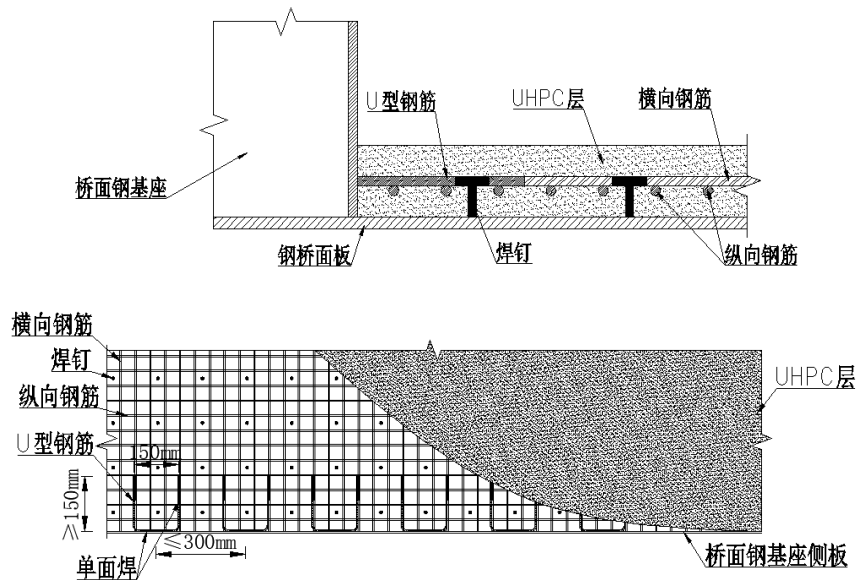 U型钢筋
UHPC层
横向钢筋
桥面钢基座
钢桥面板
焊钉
纵向钢筋
横向钢筋
焊钉
纵向钢筋
UHPC层
U型钢筋
150mm
≥150mm
≤300mm
单面焊
桥面钢基座侧板